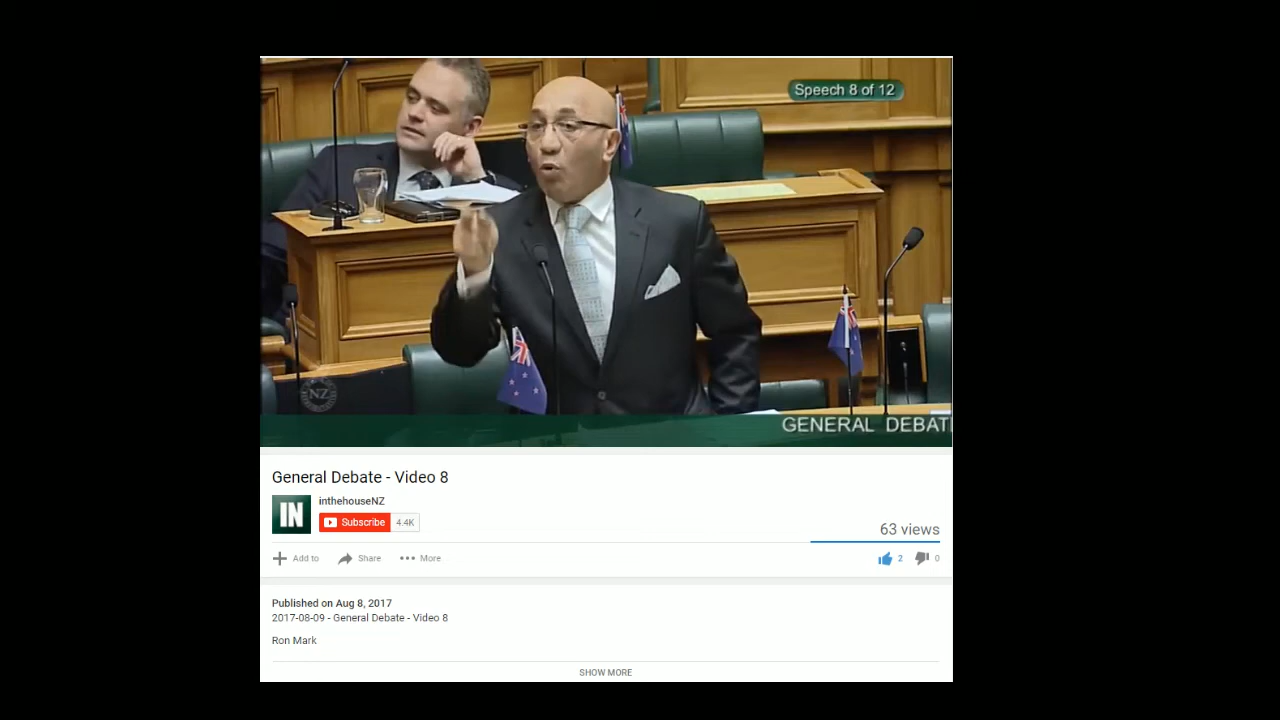 Speech 8 of 12
NZ
GENERAL DEBAT
General Debate - Video 8
IN
inthehouseNZ
Subscribe 4.4K
63 views
Add to Share More 2 0
Published on Aug 8, 2017
2017-08-09 - General Debate - Video 8
Ron Mark
SHOW MORE